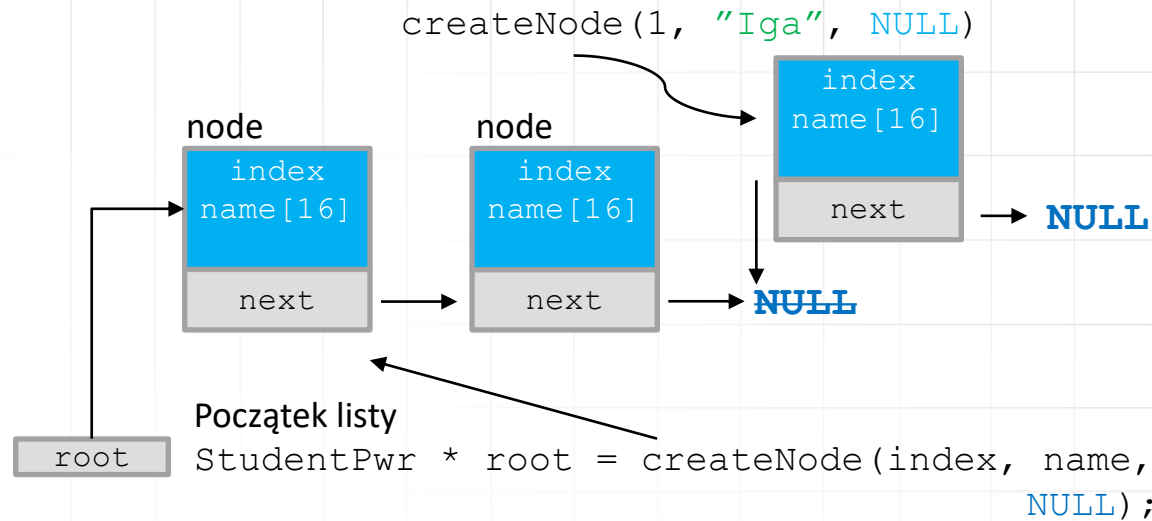 createNode(1, ”Iga”, NULL)
index
name[16]
next
NULL
node
index
name[16]
next
node
index
name[16]
next
NULL
Początek listy
root
StudentPwr * root = createNode(index, name,
NULL);